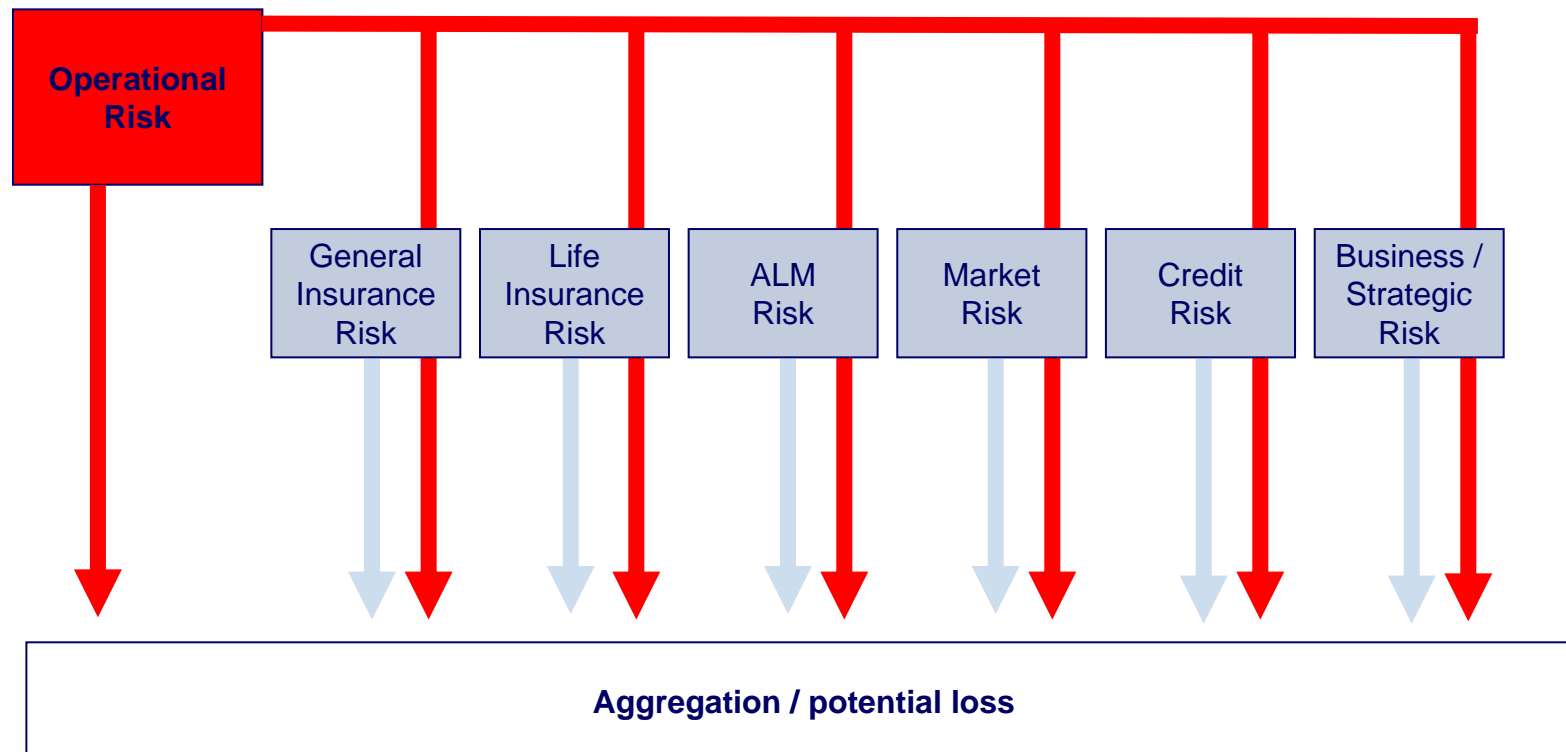 Operational
Risk
General
Insurance
Risk
Life
Insurance
Risk
ALM
Risk
Market
Risk
Credit
Risk
Business /
Strategic
Risk
Aggregation / potential loss